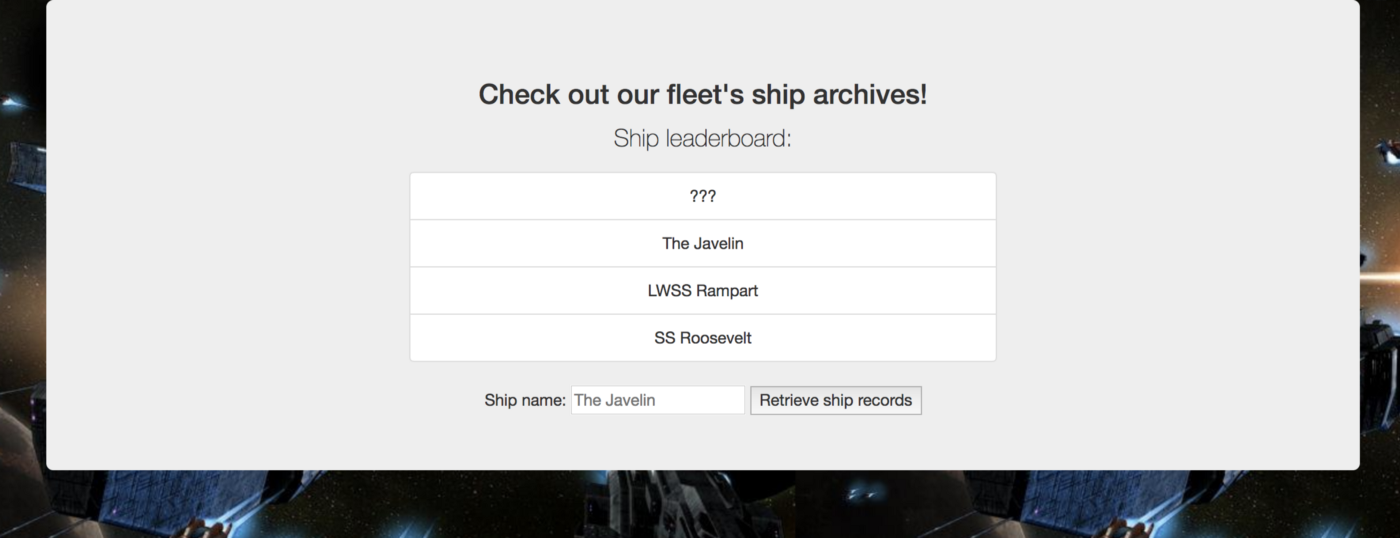 Check out our fleet's ship archives!
Ship leaderboard:
???
The Javelin
LWSS Rampart
SS Roosevelt
Ship name: The Javelin Retrieve ship records